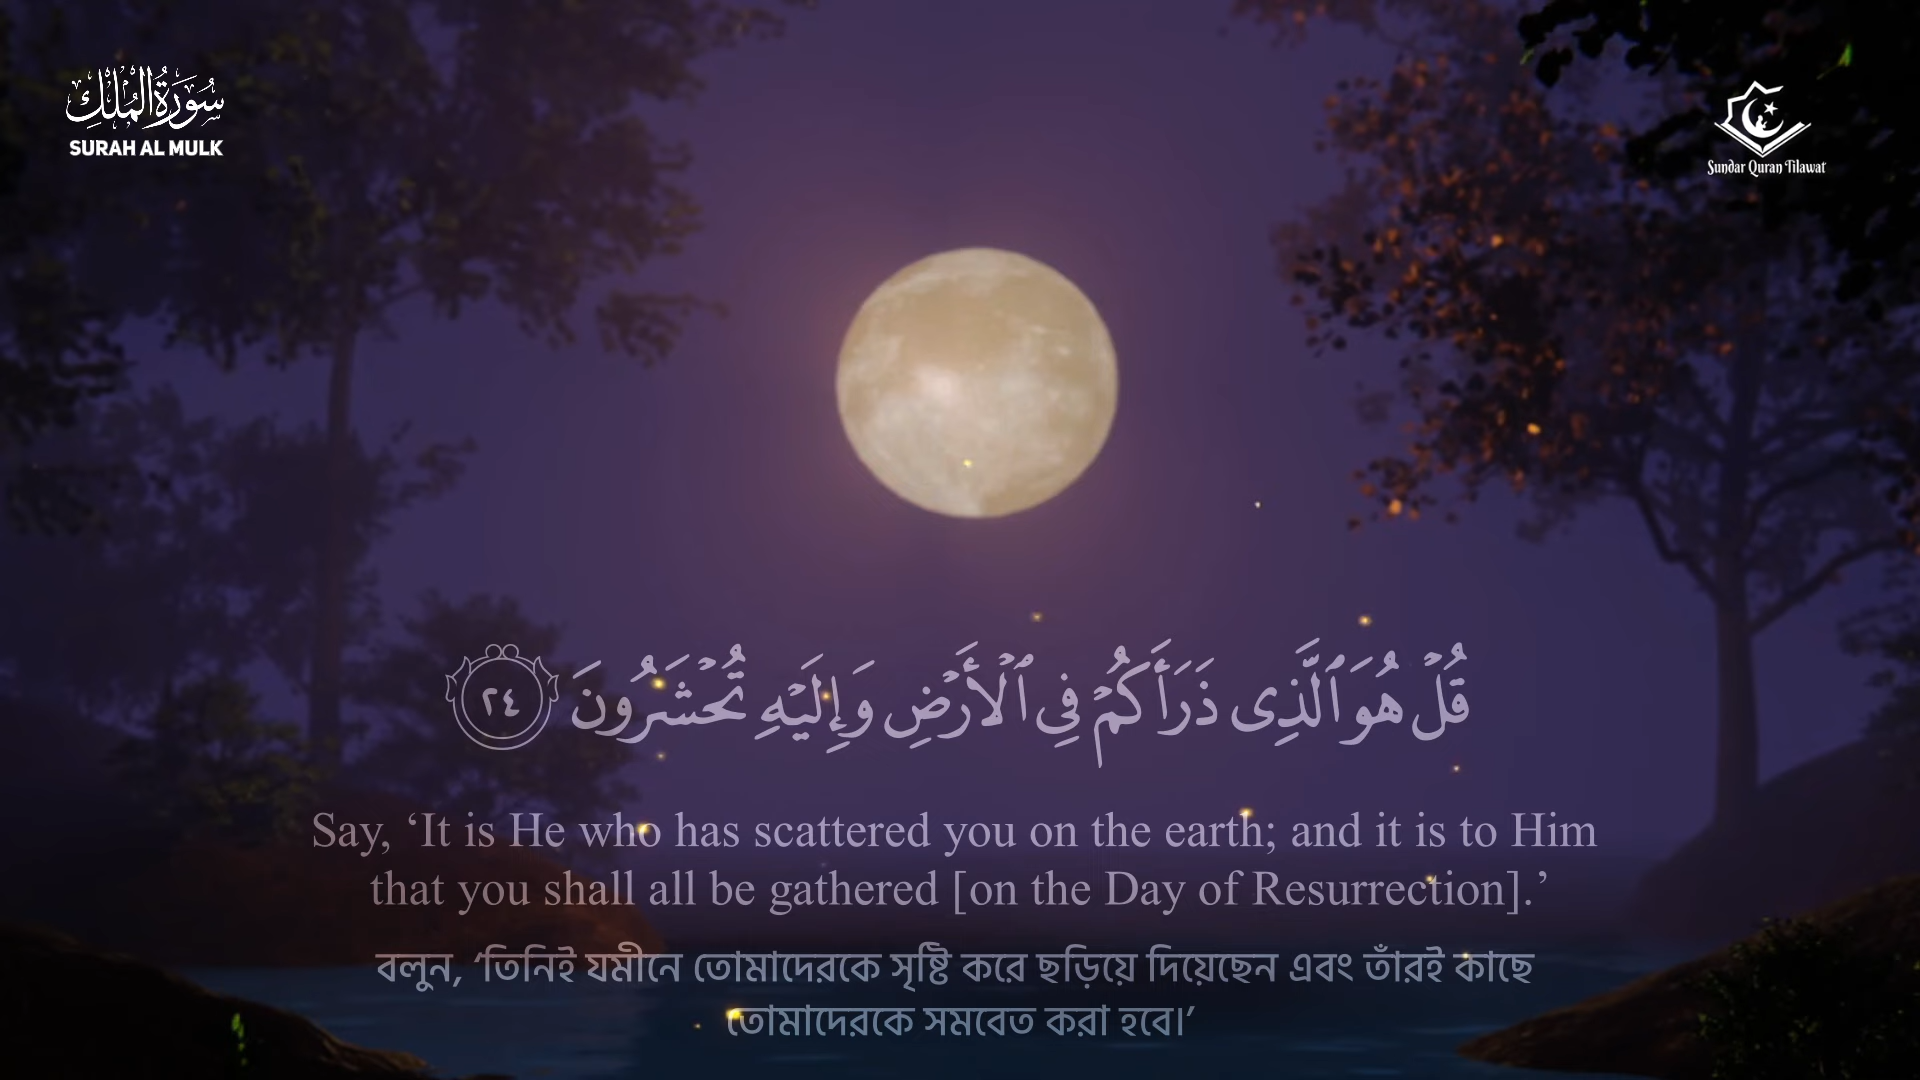 سُورَةُ الْمُلْكِ
SURAH AL MULK
Sundar Quran Tilawat
قُلۡ هُوَ ٱلَّذِى ذَرَأَكُمۡ فِى ٱلۡأَرۡضِ وَإِلَيۡهِ تُحۡشَرُونَ ٢٤
Say, ‘It is He who has scattered you on the earth; and it is to Him
that you shall all be gathered [on the Day of Resurrection].’
বলুন, ‘তিনিই যমীনে তোমাদেরকে সৃষ্টি করে ছড়িয়ে দিয়েছেন এবং তাঁরই কাছে
তোমাদেরকে সমবেত করা হবে।’